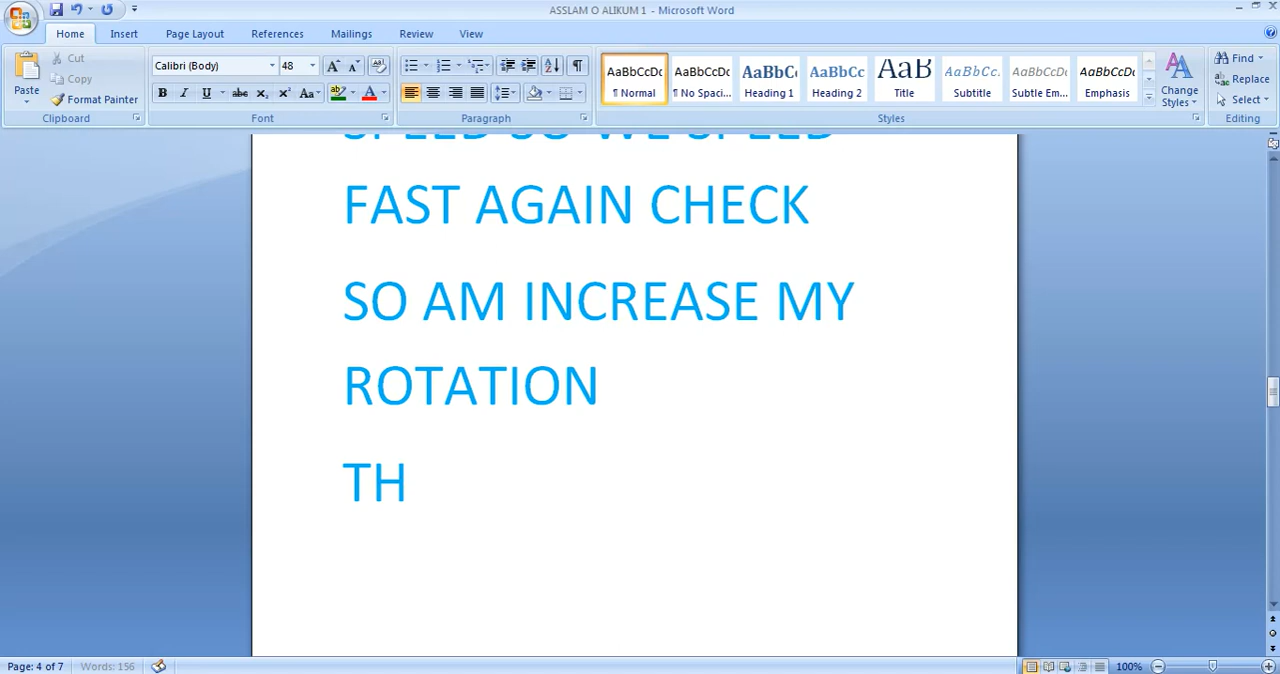 ASSLAM O ALIKUM 1 - Microsoft Word
Home Insert Page Layout References Mailings Review View
Paste
Cut
Copy
Format Painter
Clipboard
Calibri (Body) 48
Font
Paragraph
AaBbCcDc AaBbCcDc AaBbCc AaBbCc AaB AaBbCc. AaBbCcDc AaBbCcDc
¶ Normal ¶ No Spaci... Heading 1 Heading 2 Title Subtitle Subtle Em... Emphasis
Change Styles
Styles
Find
Replace
Select
Editing
SPEED SO WE SPEED
FAST AGAIN CHECK
SO AM INCREASE MY
ROTATION
TH
Page: 4 of 7 Words: 156 100%